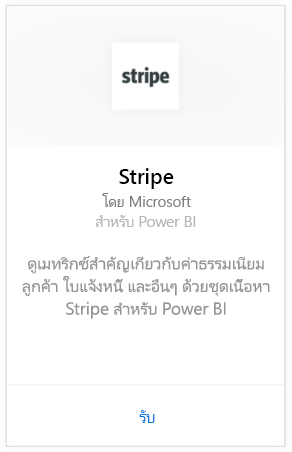 stripe
Stripe
โดย Microsoft
สำหรับ Power BI
ดูเมทริกซ์สำคัญเกี่ยวกับค่าธรรมเนียม
ลูกค้า ใบแจ้งหนี้ และอื่นๆ ด้วยชุดเนื้อหา
Stripe สำหรับ Power BI
รับ